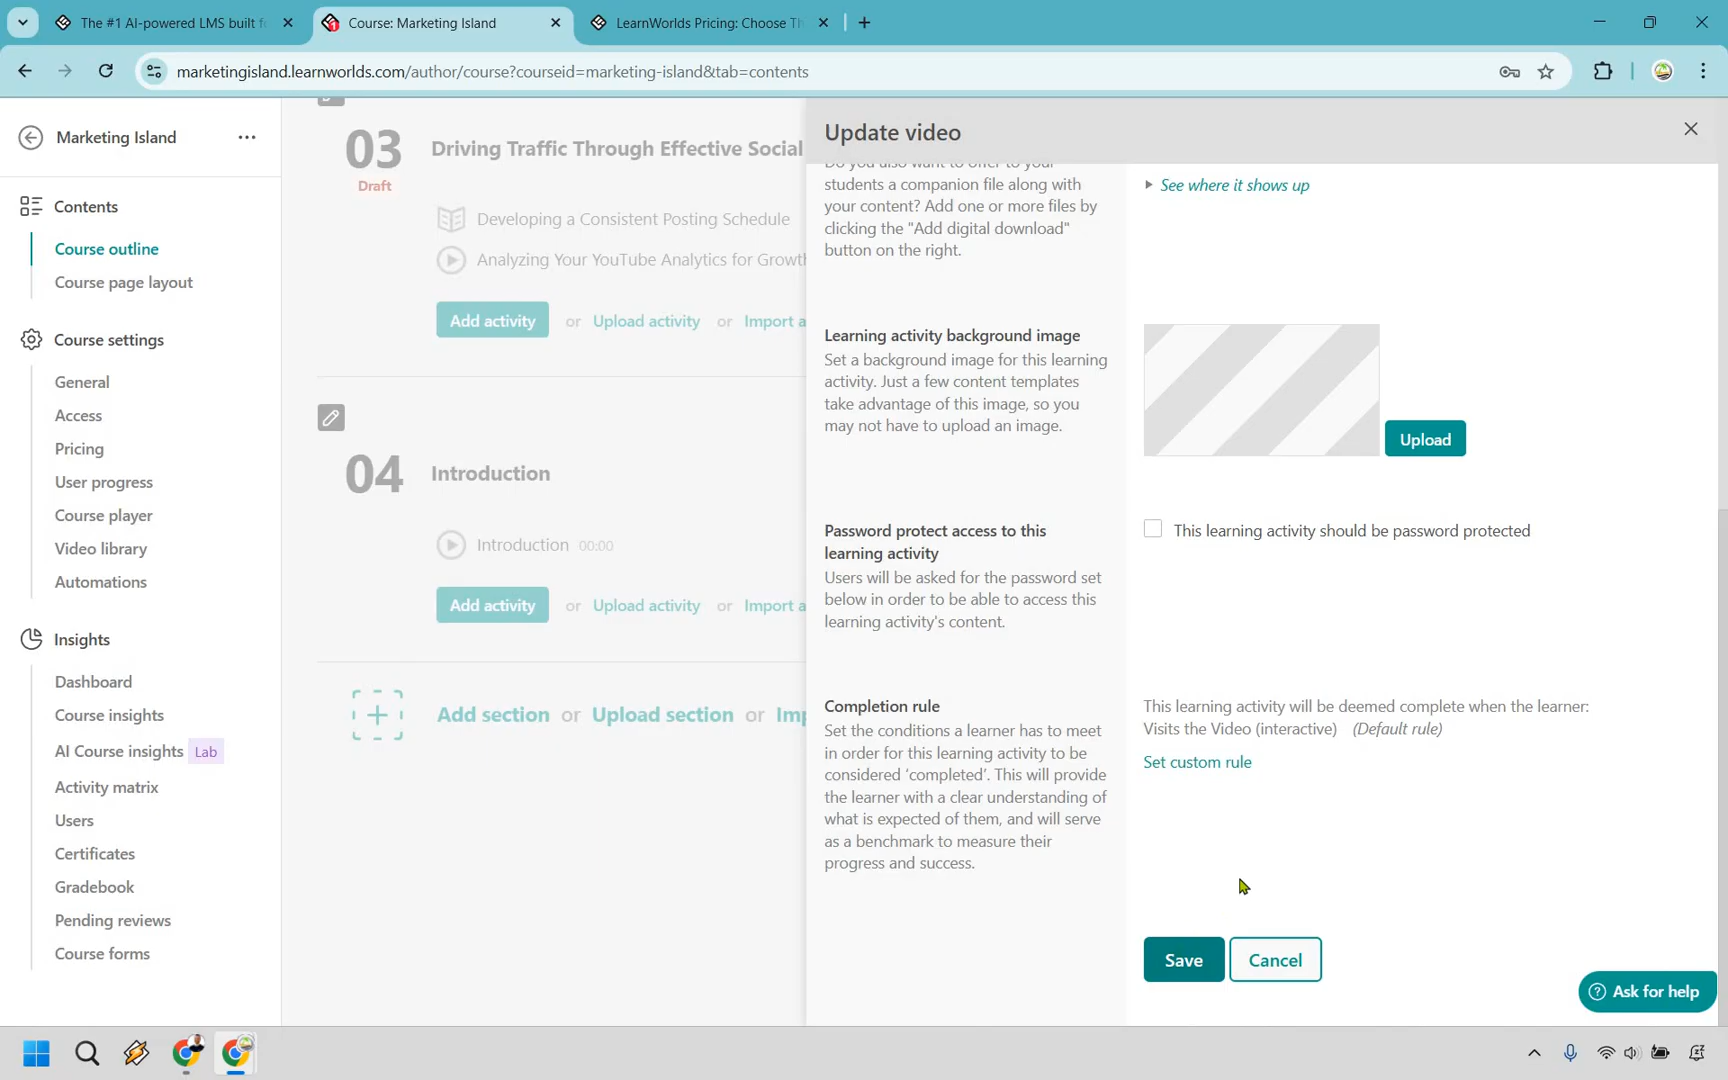 The #1 AI-powered LMS built f
Course: Marketing Island
LearnWorlds Pricing: Choose Th
marketingisland.learnworlds.com/author/course?courseid=marketing-island&tab=contents
Marketing Island
Contents
Course outline
Course page layout
Course settings
General
Access
Pricing
User progress
Course player
Video library
Automations
Insights
Dashboard
Course insights
AI Course insights Lab
Activity matrix
Users
Certificates
Gradebook
Pending reviews
Course forms
03 Driving Traffic Through Effective Social
Draft
Developing a Consistent Posting Schedule
Analyzing Your YouTube Analytics for Growth
Add activity or Upload activity or Import a
04 Introduction
Introduction 00:00
Add activity or Upload activity or Import a
Add section or Upload section or Imp
Update video
Do you also want to offer to your
students a companion file along with
your content? Add one or more files by
clicking the "Add digital download"
button on the right.
See where it shows up
Learning activity background image
Set a background image for this learning
activity. Just a few content templates
take advantage of this image, so you
may not have to upload an image.
Upload
Password protect access to this
learning activity
Users will be asked for the password set
below in order to be able to access this
learning activity's content.
This learning activity should be password protected
Completion rule
Set the conditions a learner has to meet
in order for this learning activity to be
considered ‘completed’. This will provide
the learner with a clear understanding of
what is expected of them, and will serve
as a benchmark to measure their
progress and success.
This learning activity will be deemed complete when the learner:
Visits the Video (interactive) (Default rule)
Set custom rule
Save
Cancel
Ask for help